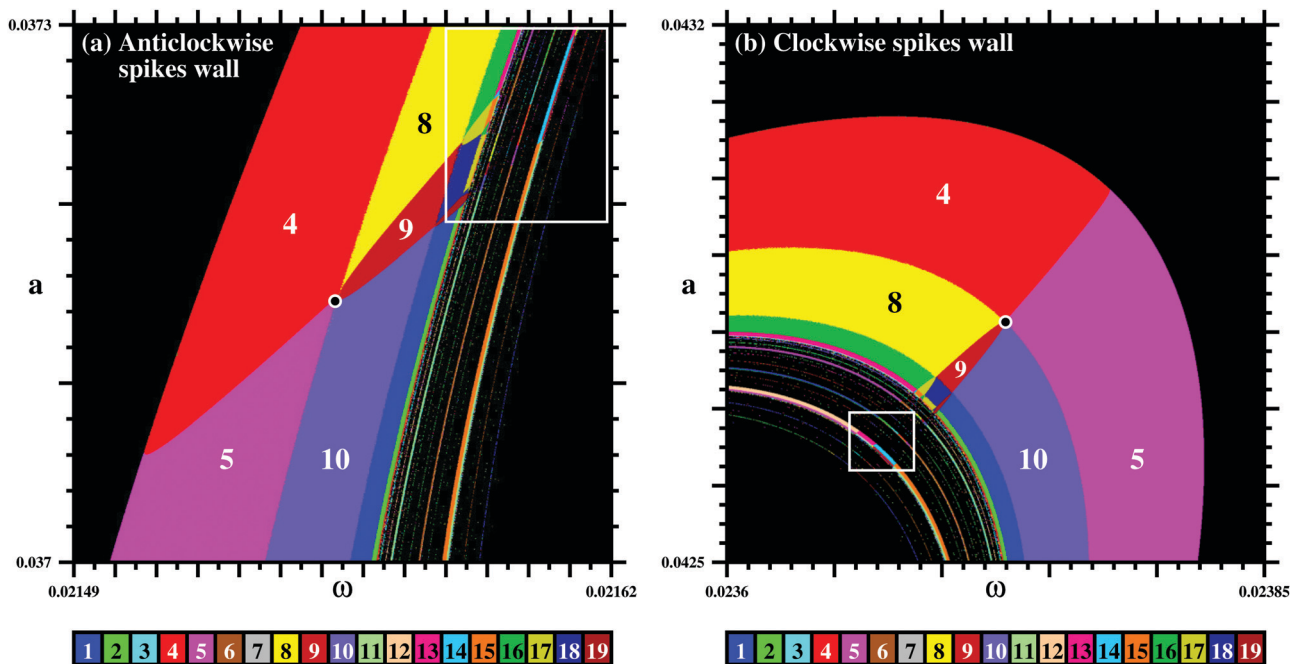 0.0373
(a) Anticlockwise
spikes wall
8
4
9
a
5
10
0.037
0.02149
ω
0.02162
1 2 3 4 5 6 7 8 9 10 11 12 13 14 15 16 17 18 19
0.0432
(b) Clockwise spikes wall
4
a
8
9
10
5
0.0425
0.0236
ω
0.02385
1 2 3 4 5 6 7 8 9 10 11 12 13 14 15 16 17 18 19